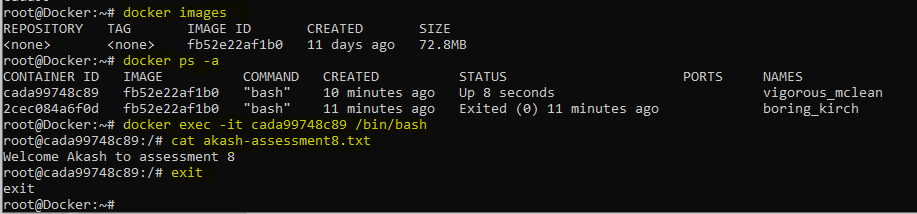 root@Docker:~# docker images
REPOSITORY   TAG       IMAGE ID       CREATED       SIZE
<none>       <none>    fb52e22af1b0   11 days ago   72.8MB
root@Docker:~# docker ps -a
CONTAINER ID   IMAGE          COMMAND   CREATED          STATUS                      PORTS     NAMES
cada99748c89   fb52e22af1b0   "bash"    10 minutes ago   Up 8 seconds                          vigorous_mclean
2cec084a6f0d   fb52e22af1b0   "bash"    11 minutes ago   Exited (0) 11 minutes ago             boring_kirch
root@Docker:~# docker exec -it cada99748c89 /bin/bash
root@cada99748c89:/# cat akash-assessment8.txt
Welcome Akash to assessment 8
root@cada99748c89:/# exit
exit
root@Docker:~#